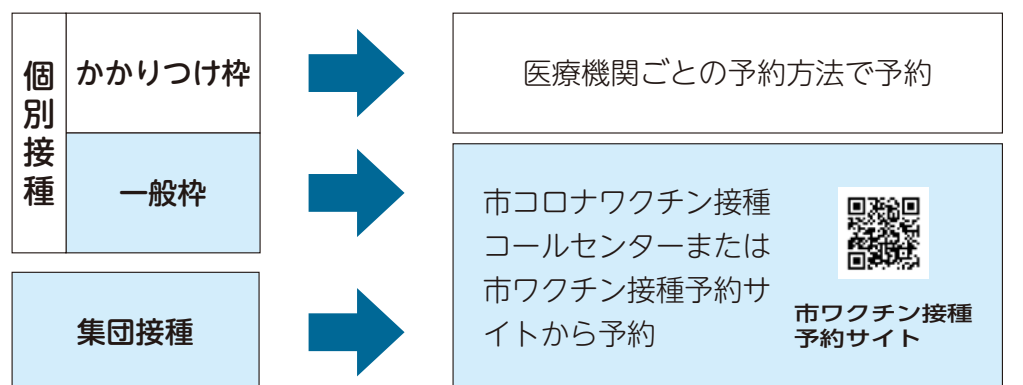 個別接種
かかりつけ枠
医療機関ごとの予約方法で予約
一般枠
市コロナワクチン接種
コールセンターまたは
市ワクチン接種予約サ
イトから予約
市ワクチン接種
予約サイト
集団接種